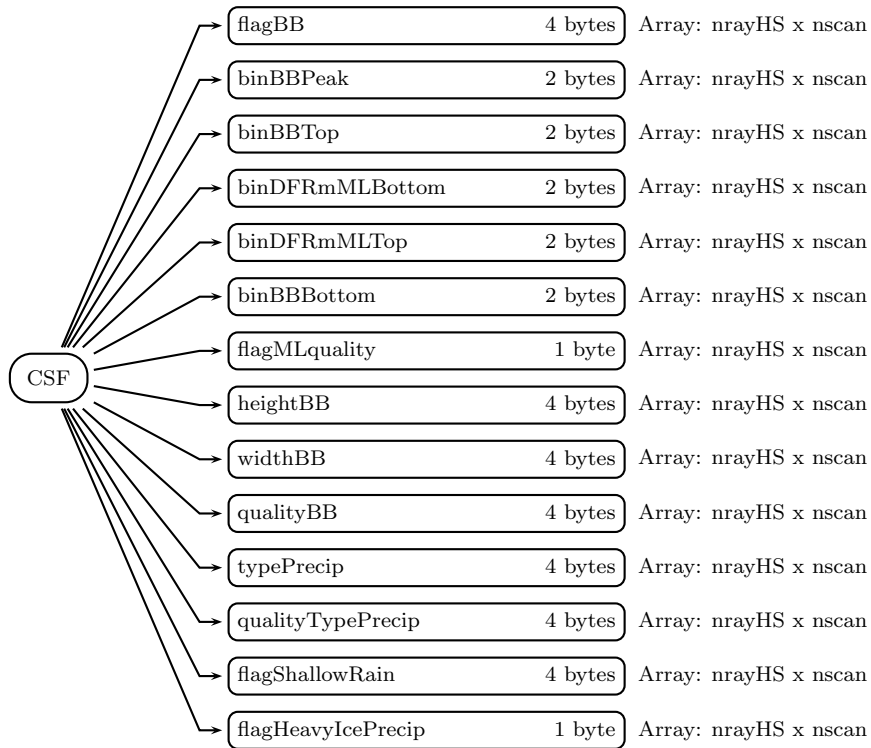 flagBB 4 bytes Array: nrayHS x nscan
binBBPeak 2 bytes Array: nrayHS x nscan
binBBTop 2 bytes Array: nrayHS x nscan
binDFRmMLBottom 2 bytes Array: nrayHS x nscan
binDFRmMLTop 2 bytes Array: nrayHS x nscan
binBBBottom 2 bytes Array: nrayHS x nscan
flagMLquality 1 byte Array: nrayHS x nscan
CSF
heightBB 4 bytes Array: nrayHS x nscan
widthBB 4 bytes Array: nrayHS x nscan
qualityBB 4 bytes Array: nrayHS x nscan
typePrecip 4 bytes Array: nrayHS x nscan
qualityTypePrecip 4 bytes Array: nrayHS x nscan
flagShallowRain 4 bytes Array: nrayHS x nscan
flagHeavyIcePrecip 1 byte Array: nrayHS x nscan